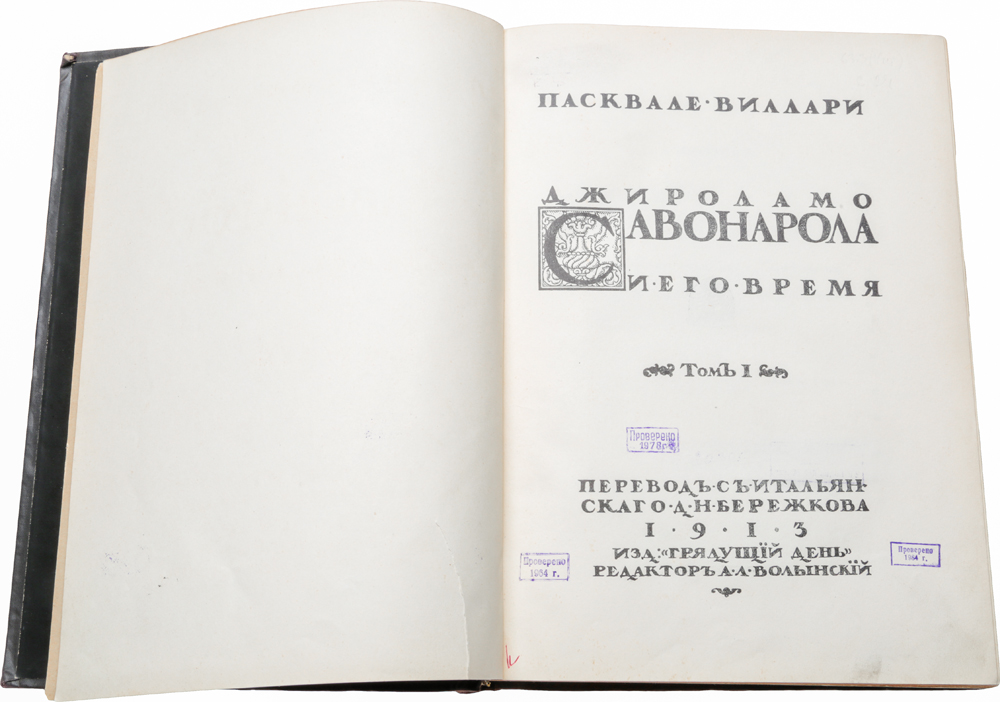 ПАСКВАЛЕ·ВИЛЛАРИ
ДЖИРОЛАМО
САВОНАРОЛА
И·ЕГО·ВРЕМЯ
ТомЪ I
Проверено
1978г.
ПЕРЕВОДЪ·СЪ·ИТАЛЬЯН-
СКАГО·Д·Н·БЕРЕЖКОВА
1·9·1·3
Проверено
1984 г.
ИЗД: «ГРЯДУЩІЙ ДЕНЬ»
Проверено
1984 г.
РЕДАКТОРЪ А·Л·ВОЛЫНСКІЙ